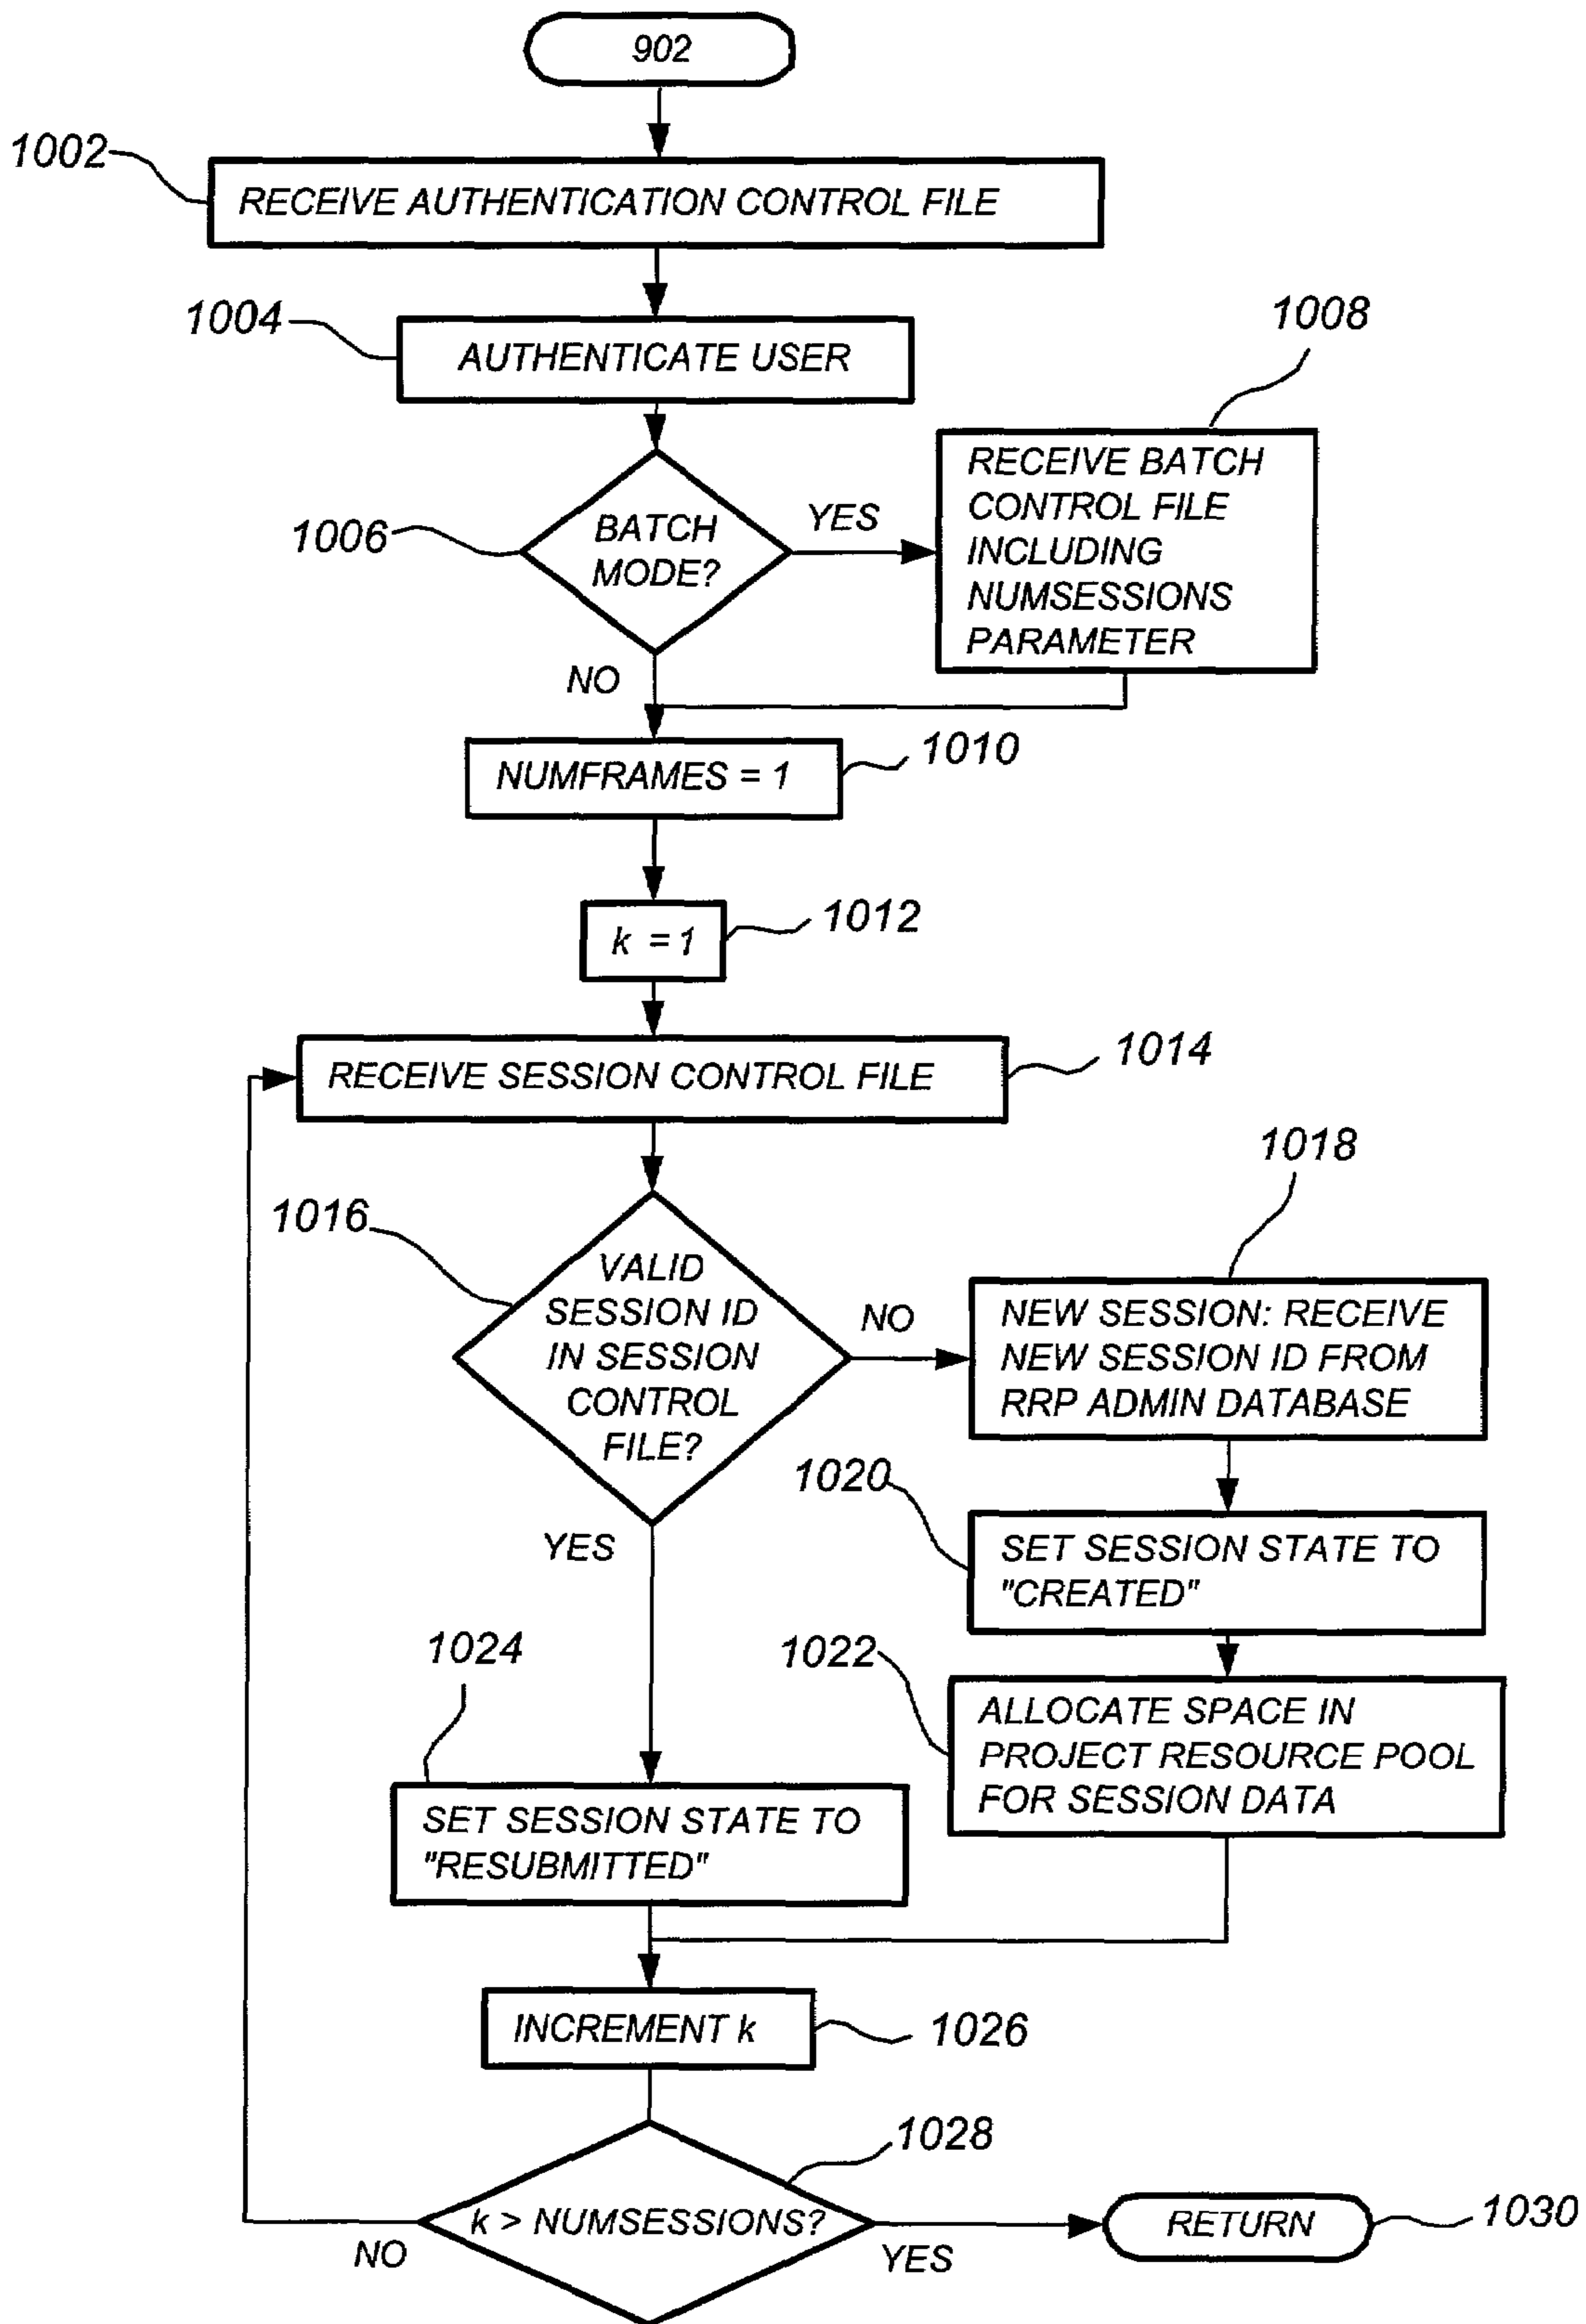 902
1002
RECEIVE AUTHENTICATION CONTROL FILE
1004
AUTHENTICATE USER
1008
RECEIVE BATCH
CONTROL FILE
INCLUDING
NUMSESSIONS
PARAMETER
1006
BATCH
MODE?
YES
NO
NUMFRAMES = 1
1010
k = 1
1012
RECEIVE SESSION CONTROL FILE
1014
1016
VALID
SESSION ID
IN SESSION
CONTROL
FILE?
NO
1018
NEW SESSION: RECEIVE
NEW SESSION ID FROM
RRP ADMIN DATABASE
YES
1020
SET SESSION STATE TO
"CREATED"
1022
ALLOCATE SPACE IN
PROJECT RESOURCE POOL
FOR SESSION DATA
1024
SET SESSION STATE TO
"RESUBMITTED"
INCREMENT k
1026
1028
k > NUMSESSIONS?
NO
YES
RETURN
1030